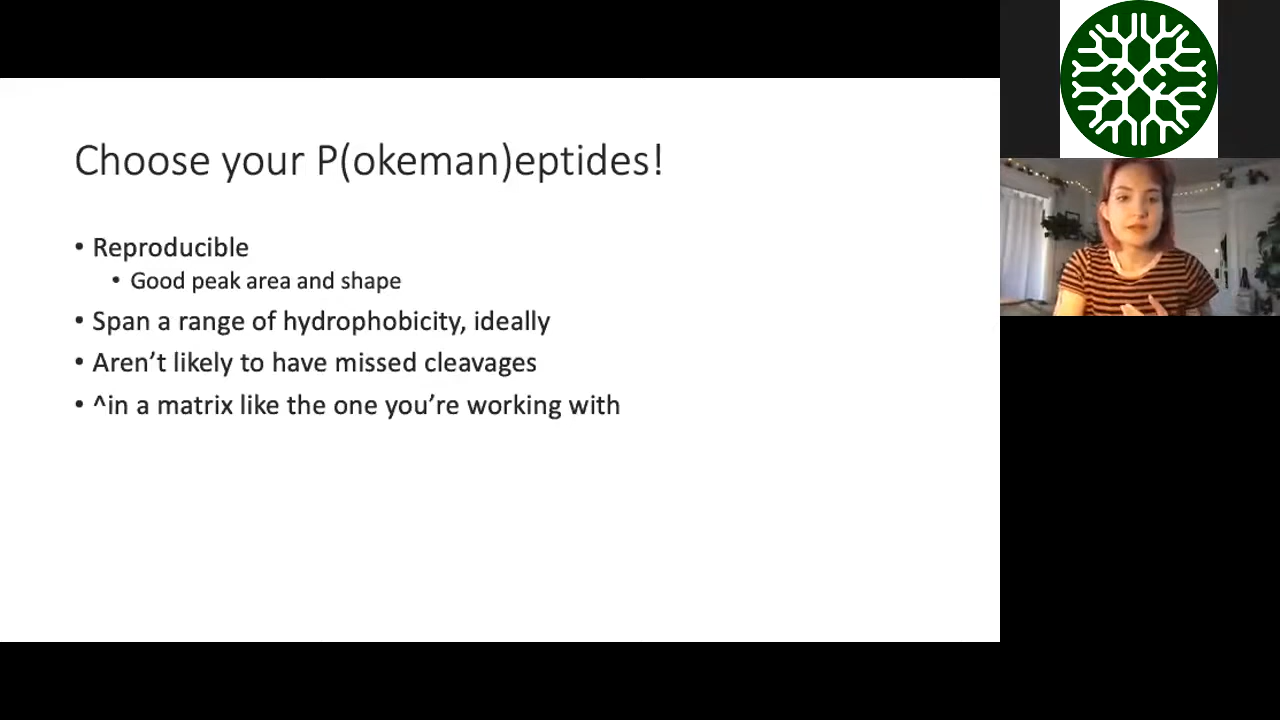 Choose your P(okeman)eptides!
• Reproducible
• Good peak area and shape
• Span a range of hydrophobicity, ideally
• Aren’t likely to have missed cleavages
• ^in a matrix like the one you’re working with